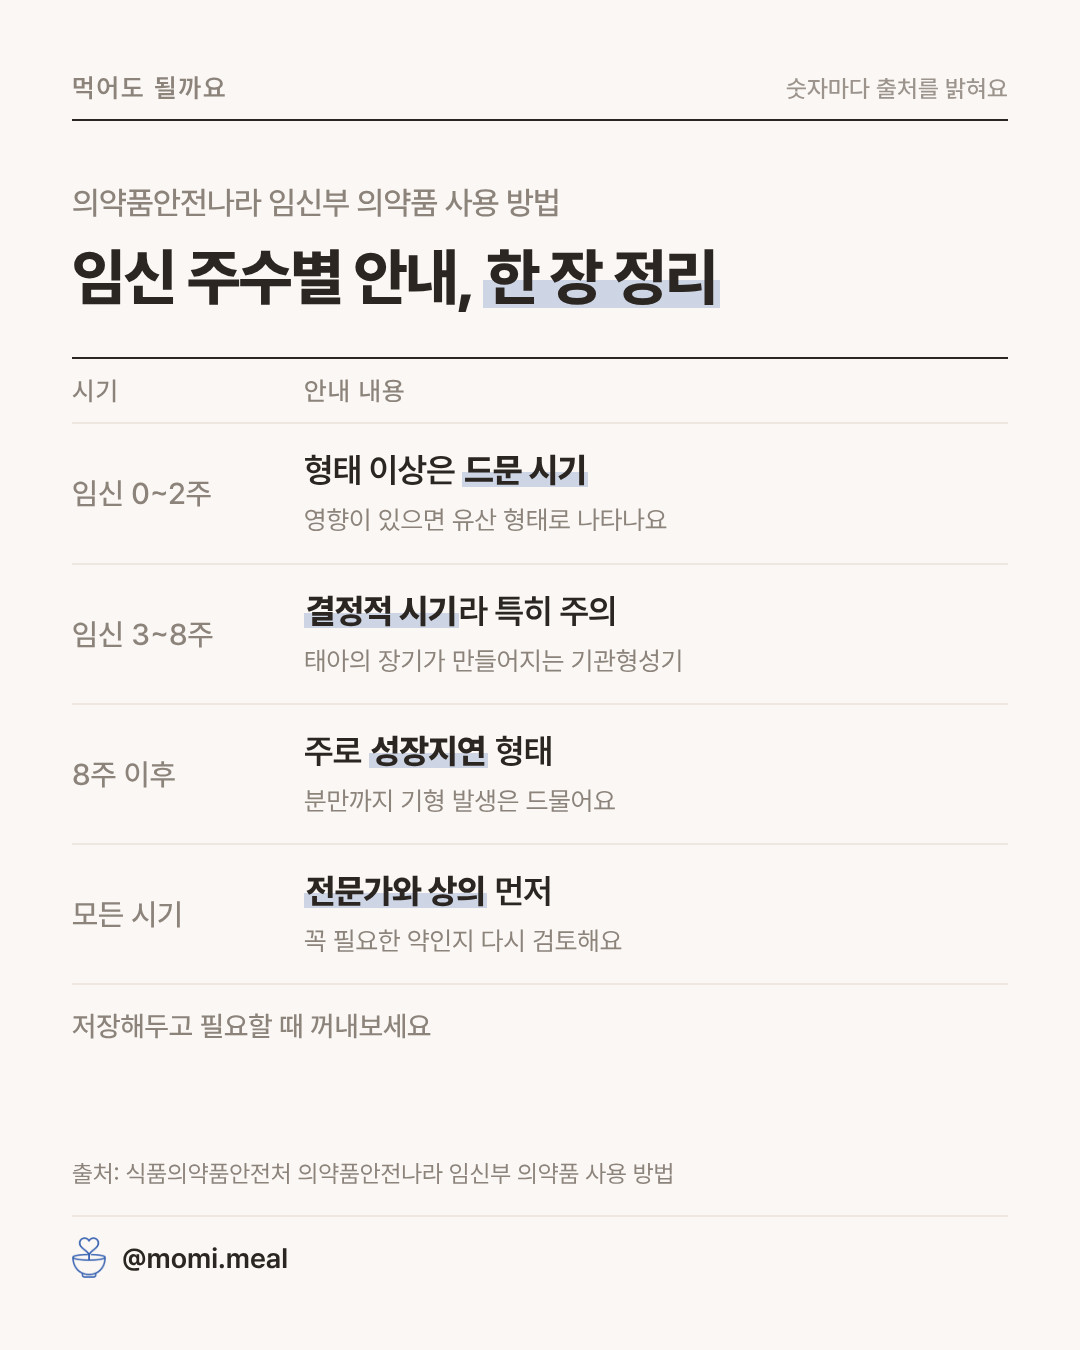 먹어도 될까요
숫자마다 출처를 밝혀요
의약품안전나라 임신부 의약품 사용 방법
임신 주수별 안내, 한 장 정리
시기 안내 내용
임신 0~2주
형태 이상은 드문 시기
영향이 있으면 유산 형태로 나타나요
임신 3~8주
결정적 시기라 특히 주의
태아의 장기가 만들어지는 기관형성기
8주 이후
주로 성장지연 형태
분만까지 기형 발생은 드물어요
모든 시기
전문가와 상의 먼저
꼭 필요한 약인지 다시 검토해요
저장해두고 필요할 때 꺼내보세요
출처: 식품의약품안전처 의약품안전나라 임신부 의약품 사용 방법
@momi.meal